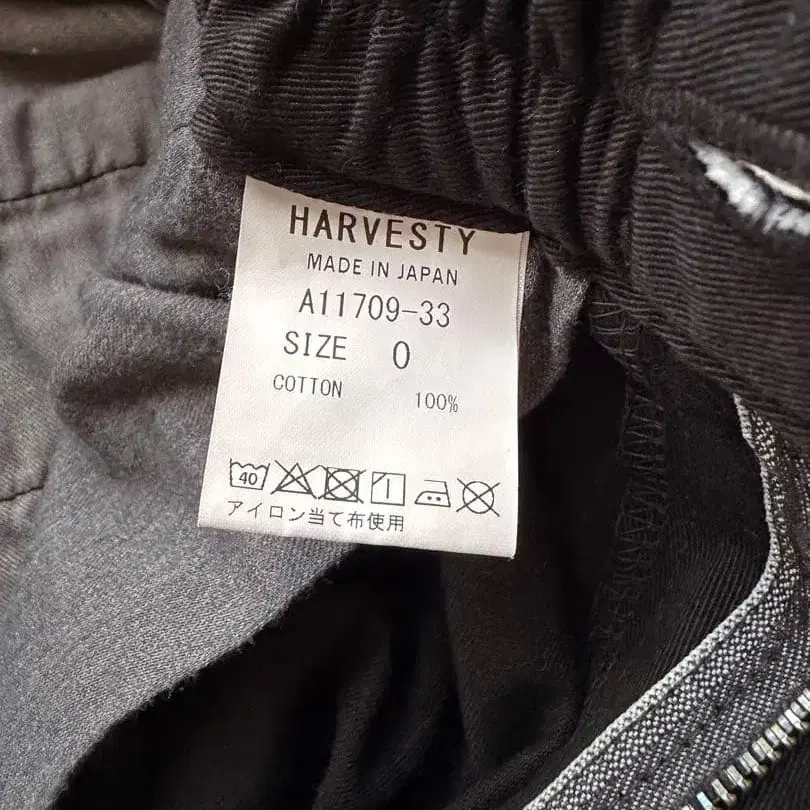 HARVESTY
MADE IN JAPAN
A11709-33
SIZE 0
COTTON 100%
40
アイロン当て布使用